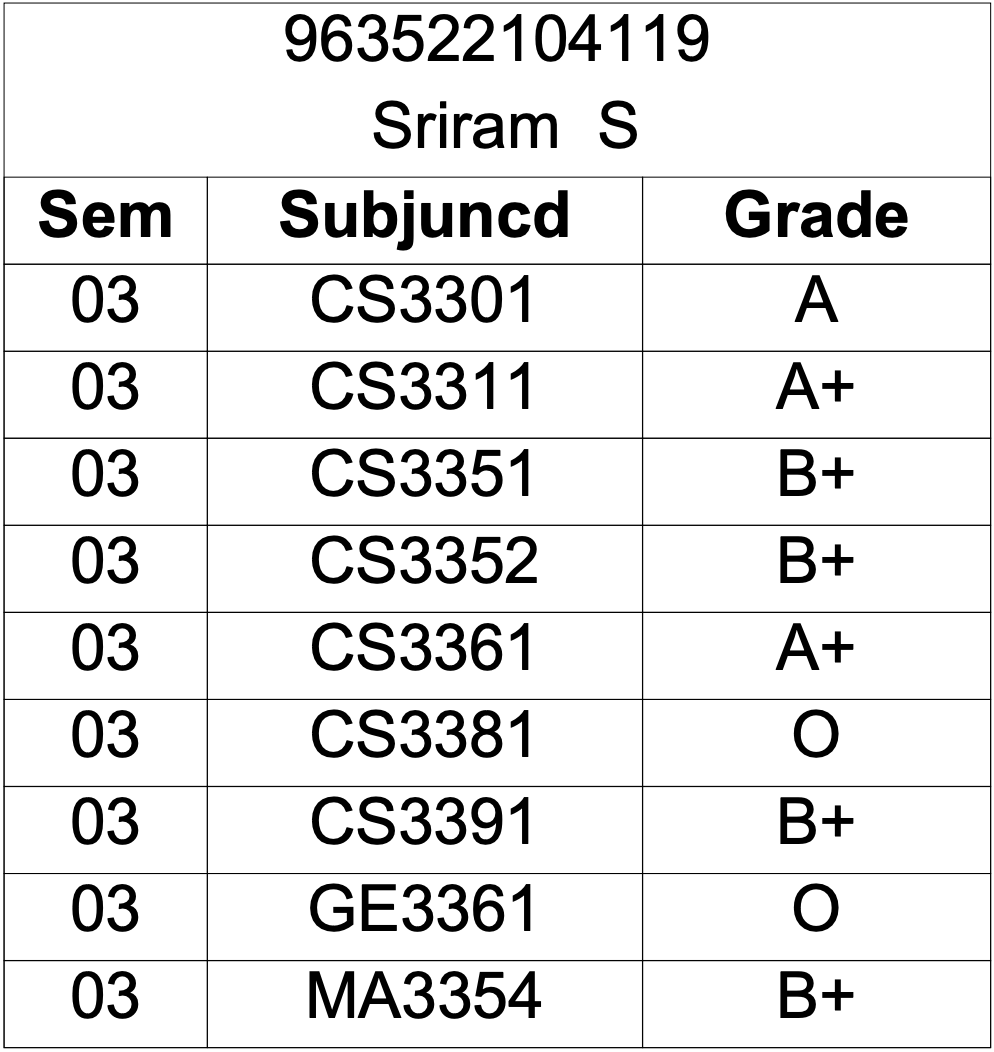 963522104119
Sriram S
Sem Subjuncd Grade
03 CS3301 A
03 CS3311 A+
03 CS3351 B+
03 CS3352 B+
03 CS3361 A+
03 CS3381 O
03 CS3391 B+
03 GE3361 O
03 MA3354 B+